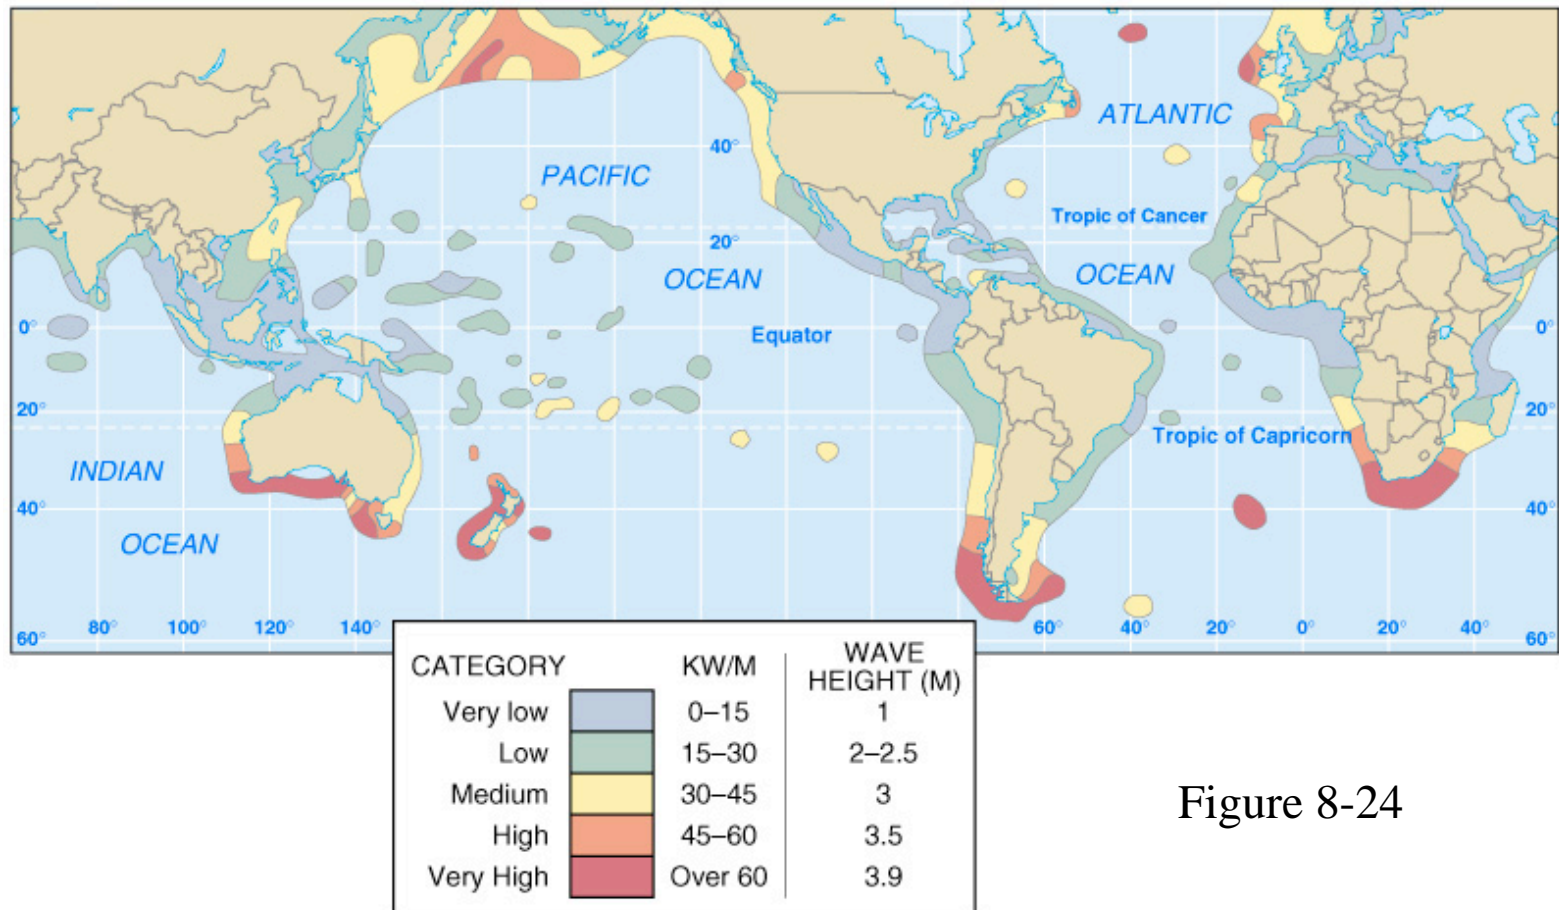 ATLANTIC
40°
PACIFIC
Tropic of Cancer
20°
OCEAN
OCEAN
0°
Equator
0°
20°
20°
Tropic of Capricorn
INDIAN
40°
40°
OCEAN
60°
80°
100°
120°
140°
60°
40°
20°
0°
20°
40°
60°
CATEGORY
KW/M
WAVE
HEIGHT (M)
Very low
0–15
1
Low
15–30
2–2.5
Medium
30–45
3
High
45–60
3.5
Very High
Over 60
3.9
Figure 8-24